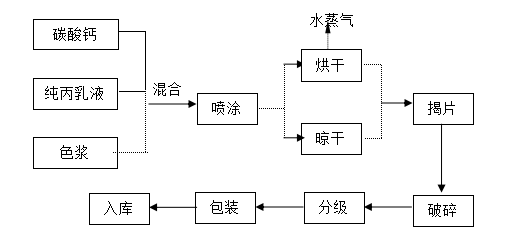 水蒸气
碳酸钙
烘干
纯丙乳液
混合
喷涂
揭片
色浆
晾干
入库
包装
分级
破碎